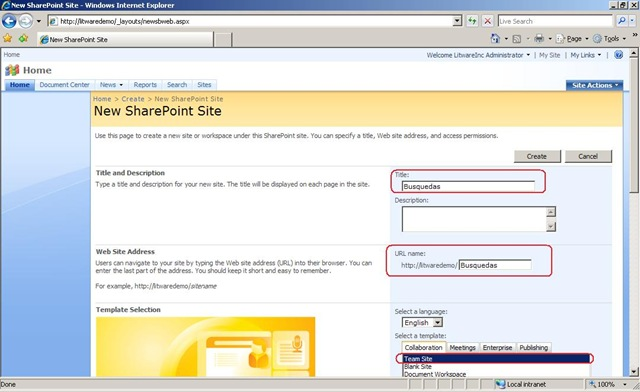 New SharePoint Site - Windows Internet Explorer
http://litwaredemo/_layouts/newsbweb.aspx
Live Search
New SharePoint Site
Page Tools
Home
Welcome LitwareInc Administrator | My Site | My Links
Home
Home Document Center News Reports Search Sites
Site Actions
Home > Create > New SharePoint Site
New SharePoint Site
Use this page to create a new site or workspace under this SharePoint site. You can specify a title, Web site address, and access permissions.
Create Cancel
Title and Description
Type a title and description for your new site. The title will be displayed on each page in the site.
Title:
Busquedas
Description:
Web Site Address
Users can navigate to your site by typing the Web site address (URL) into their browser. You can
enter the last part of the address. You should keep it short and easy to remember.
For example, http://litwaredemo/sitename
URL name:
http://litwaredemo/ Busquedas
Template Selection
Select a language:
English
Select a template:
Collaboration Meetings Enterprise Publishing
Team Site
Blank Site
Document Workspace
Done
Local intranet
100%